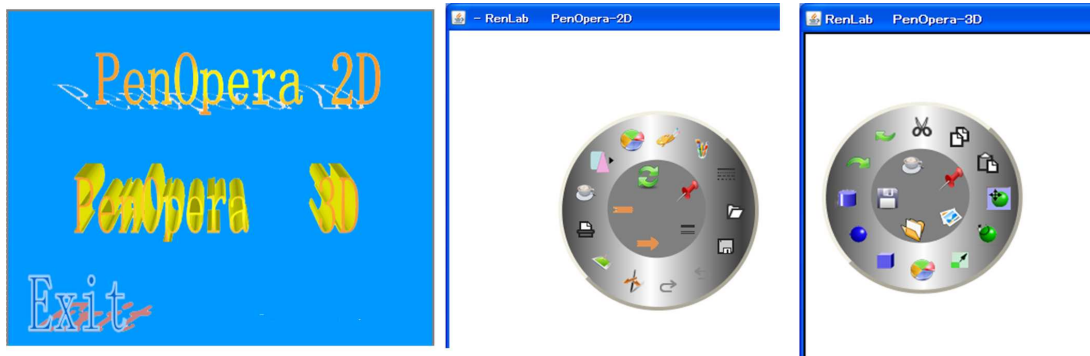 PenOpera 2D
PenOpera 3D
Exit
- RenLab PenOpera-2D
RenLab PenOpera-3D